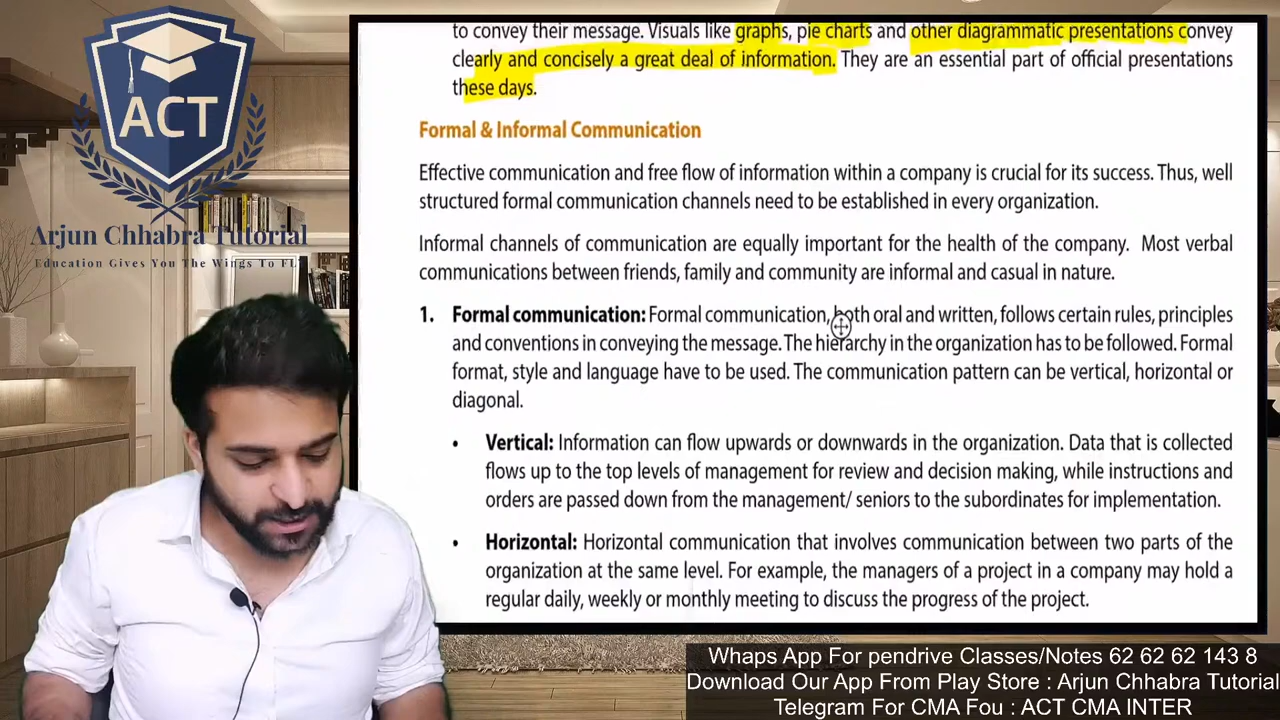 to convey their message. Visuals like graphs, pie charts and other diagrammatic presentations convey
clearly and concisely a great deal of information. They are an essential part of official presentations
these days.
Formal & Informal Communication
Effective communication and free flow of information within a company is crucial for its success. Thus, well
structured formal communication channels need to be established in every organization.
Informal channels of communication are equally important for the health of the company. Most verbal
communications between friends, family and community are informal and casual in nature.
1. Formal communication: Formal communication, both oral and written, follows certain rules, principles
and conventions in conveying the message. The hierarchy in the organization has to be followed. Formal
format, style and language have to be used. The communication pattern can be vertical, horizontal or
diagonal.
• Vertical: Information can flow upwards or downwards in the organization. Data that is collected
flows up to the top levels of management for review and decision making, while instructions and
orders are passed down from the management/ seniors to the subordinates for implementation.
• Horizontal: Horizontal communication that involves communication between two parts of the
organization at the same level. For example, the managers of a project in a company may hold a
regular daily, weekly or monthly meeting to discuss the progress of the project.
ACT
Arjun Chhabra Tutorial
Education Gives You The Wings To
Whaps App For pendrive Classes/Notes 62 62 62 143 8
Download Our App From Play Store : Arjun Chhabra Tutorial
Telegram For CMA Fou : ACT CMA INTER